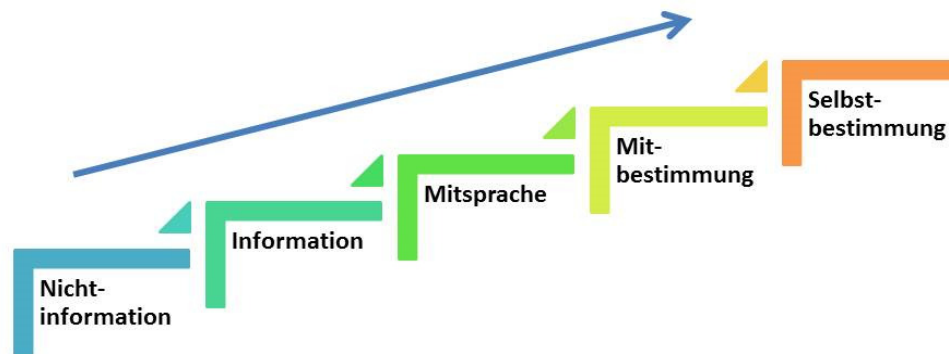 Nicht-
information
Information
Mitsprache
Mit-
bestimmung
Selbst-
bestimmung